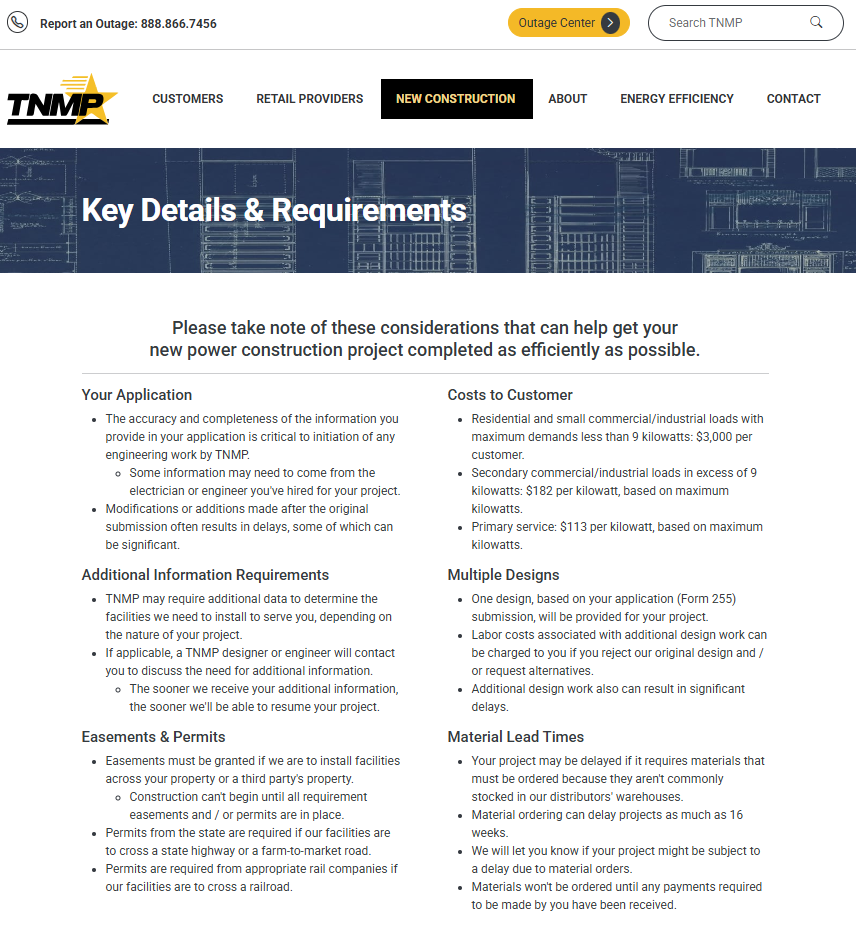 Report an Outage: 888.866.7456
Outage Center
Search TNMP
TNMP
CUSTOMERS
RETAIL PROVIDERS
NEW CONSTRUCTION
ABOUT
ENERGY EFFICIENCY
CONTACT
Key Details & Requirements
Please take note of these considerations that can help get your
new power construction project completed as efficiently as possible.
Your Application
The accuracy and completeness of the information you
provide in your application is critical to initiation of any
engineering work by TNMP.
Some information may need to come from the
electrician or engineer you've hired for your project.
Modifications or additions made after the original
submission often results in delays, some of which can
be significant.
Additional Information Requirements
TNMP may require additional data to determine the
facilities we need to install to serve you, depending on
the nature of your project.
If applicable, a TNMP designer or engineer will contact
you to discuss the need for additional information.
The sooner we receive your additional information,
the sooner we'll be able to resume your project.
Easements & Permits
Easements must be granted if we are to install facilities
across your property or a third party's property.
Construction can't begin until all requirement
easements and / or permits are in place.
Permits from the state are required if our facilities are
to cross a state highway or a farm-to-market road.
Permits are required from appropriate rail companies if
our facilities are to cross a railroad.
Costs to Customer
Residential and small commercial/industrial loads with
maximum demands less than 9 kilowatts: $3,000 per
customer.
Secondary commercial/industrial loads in excess of 9
kilowatts: $182 per kilowatt, based on maximum
kilowatts.
Primary service: $113 per kilowatt, based on maximum
kilowatts.
Multiple Designs
One design, based on your application (Form 255)
submission, will be provided for your project.
Labor costs associated with additional design work can
be charged to you if you reject our original design and /
or request alternatives.
Additional design work also can result in significant
delays.
Material Lead Times
Your project may be delayed if it requires materials that
must be ordered because they aren't commonly
stocked in our distributors' warehouses.
Material ordering can delay projects as much as 16
weeks.
We will let you know if your project might be subject to
a delay due to material orders.
Materials won't be ordered until any payments required
to be made by you have been received.